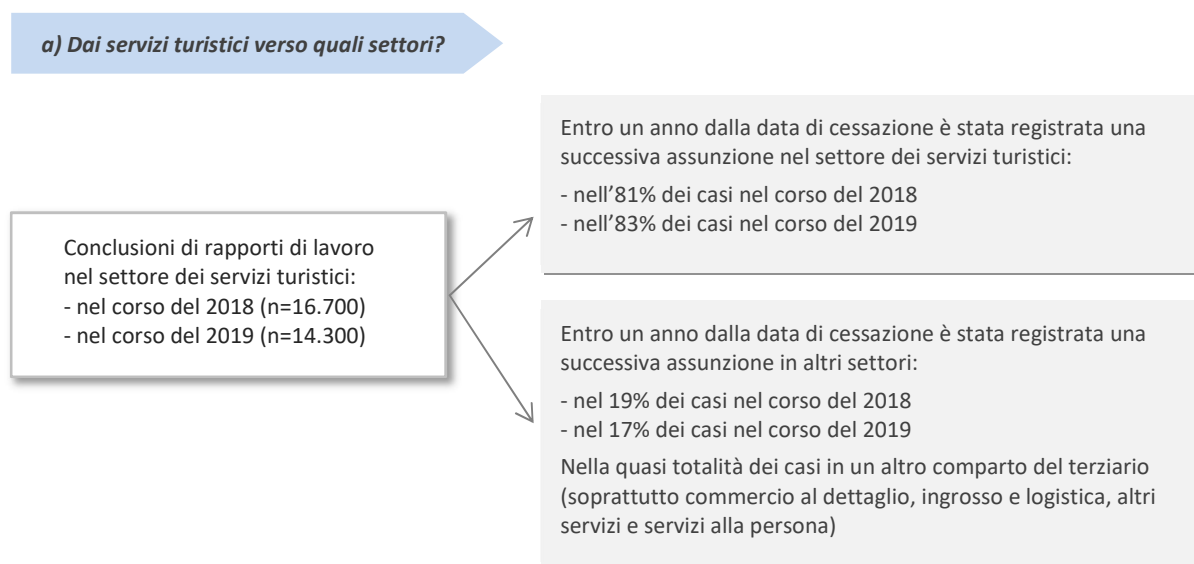 a) Dai servizi turistici verso quali settori?
Conclusioni di rapporti di lavoro
nel settore dei servizi turistici:
- nel corso del 2018 (n=16.700)
- nel corso del 2019 (n=14.300)
Entro un anno dalla data di cessazione è stata registrata una
successiva assunzione nel settore dei servizi turistici:
- nell’81% dei casi nel corso del 2018
- nell’83% dei casi nel corso del 2019
Entro un anno dalla data di cessazione è stata registrata una
successiva assunzione in altri settori:
- nel 19% dei casi nel corso del 2018
- nel 17% dei casi nel corso del 2019
Nella quasi totalità dei casi in un altro comparto del terziario
(soprattutto commercio al dettaglio, ingrosso e logistica, altri
servizi e servizi alla persona)